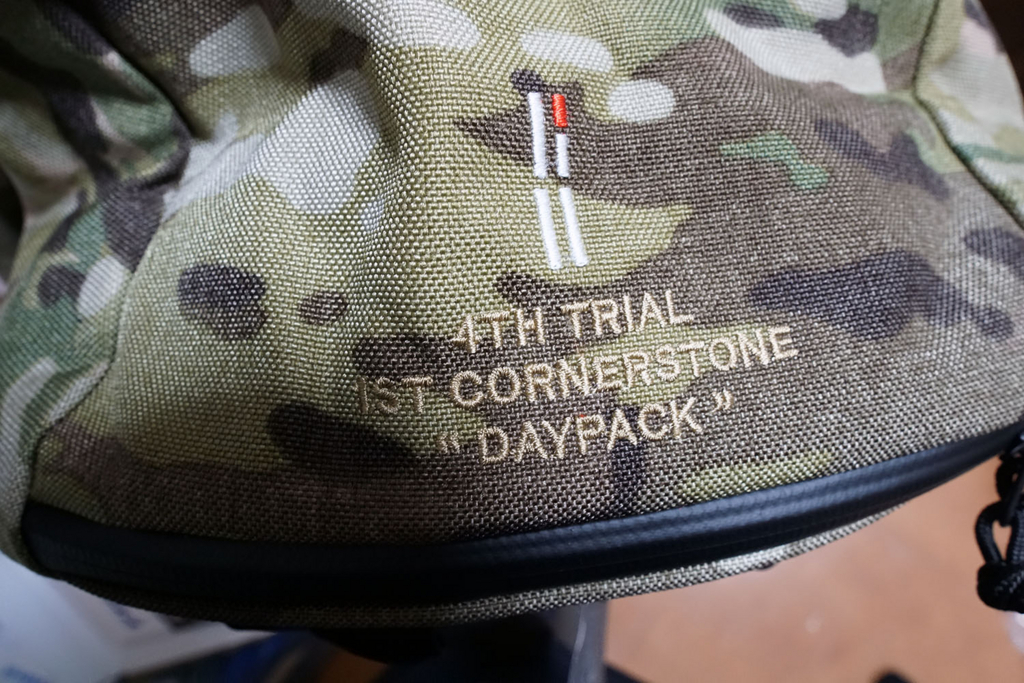 4TH TRIAL
1ST CORNERSTONE
“ DAYPACK ”